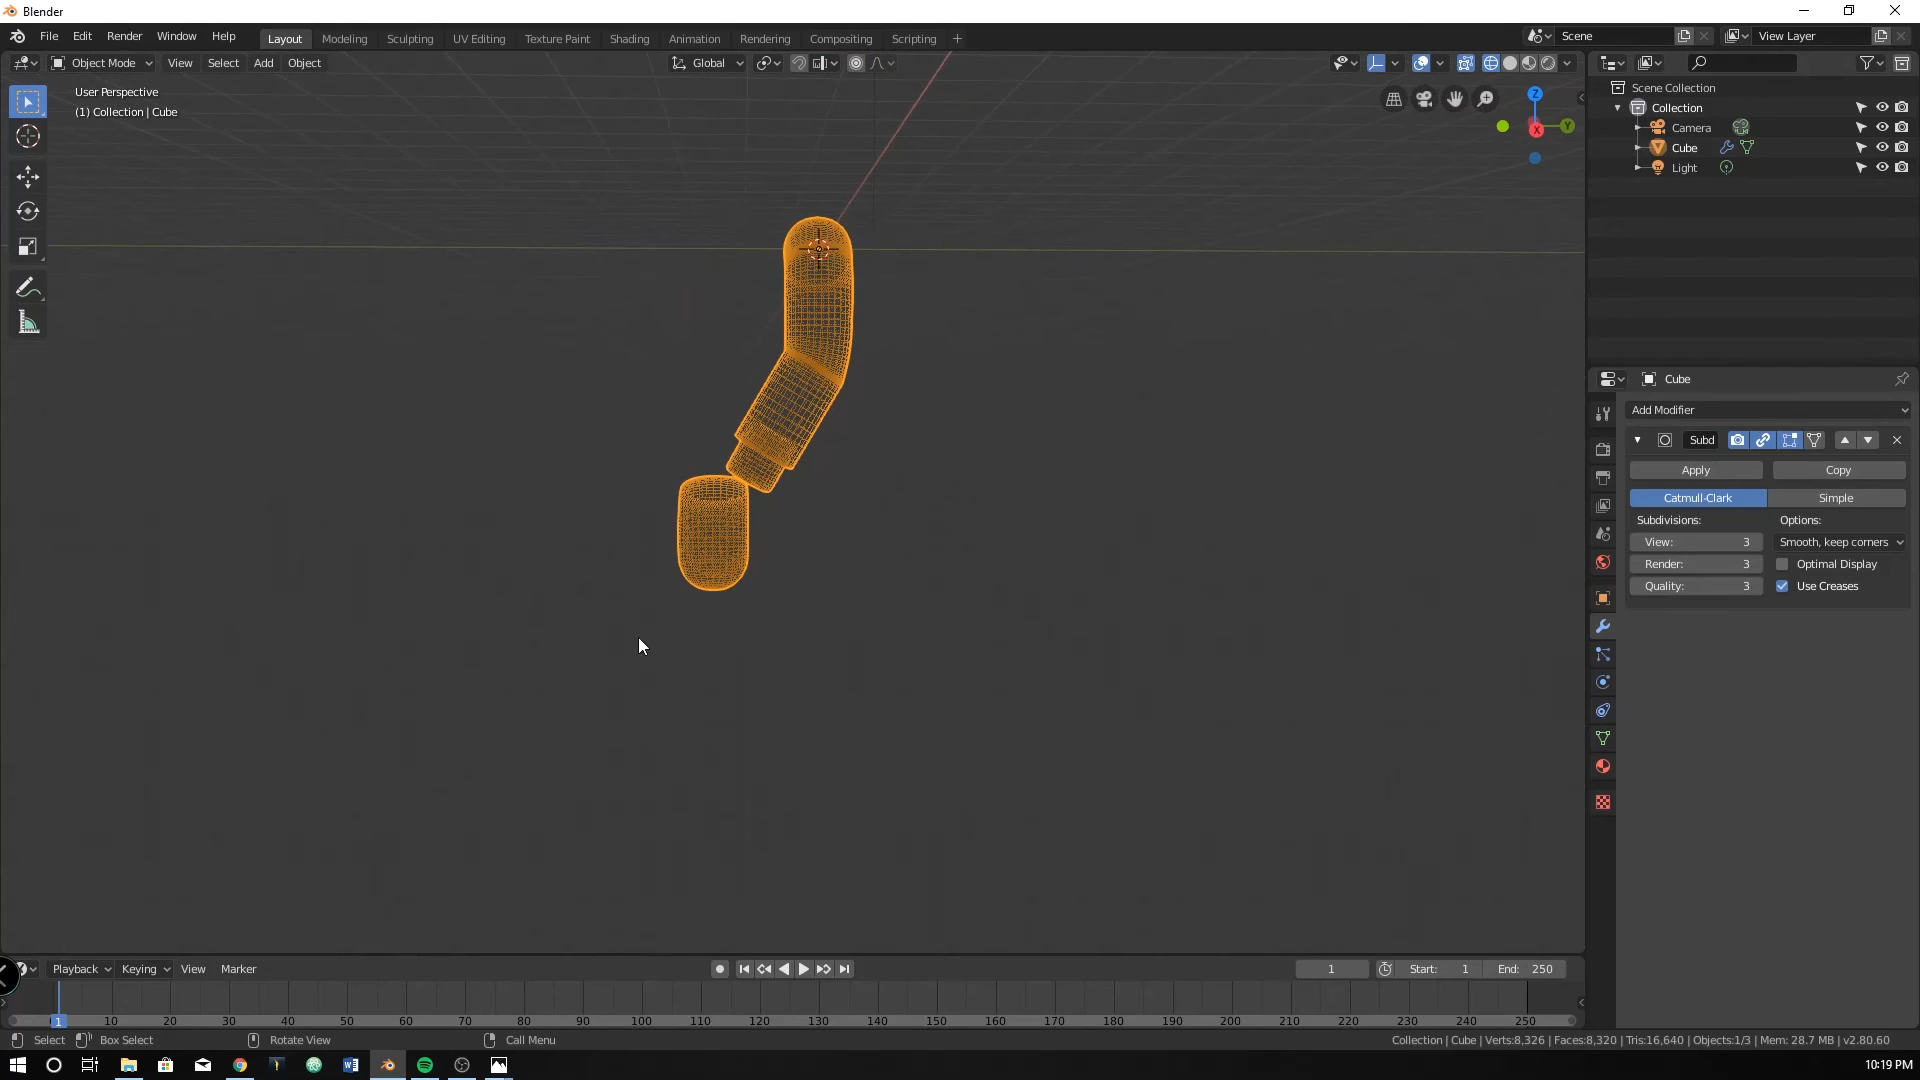 Blender
File Edit Render Window Help Layout Modeling Sculpting UV Editing Texture Paint Shading Animation Rendering Compositing Scripting + Scene View Layer
Object Mode View Select Add Object Global
User Perspective
(1) Collection | Cube
Z
Y
X
Scene Collection
Collection
Camera
Cube
Light
Cube
Add Modifier
Subd
Apply Copy
Catmull-Clark Simple
Subdivisions: Options:
View: 3 Smooth, keep corners
Render: 3 Optimal Display
Quality: 3 Use Creases
Playback Keying View Marker 1 Start: 1 End: 250
1 10 20 30 40 50 60 70 80 90 100 110 120 130 140 150 160 170 180 190 200 210 220 230 240 250
Select Box Select Rotate View Call Menu Collection | Cube | Verts:8,326 | Faces:8,320 | Tris:16,640 | Objects:1/3 | Mem: 28.7 MB | v2.80.60
10:19 PM